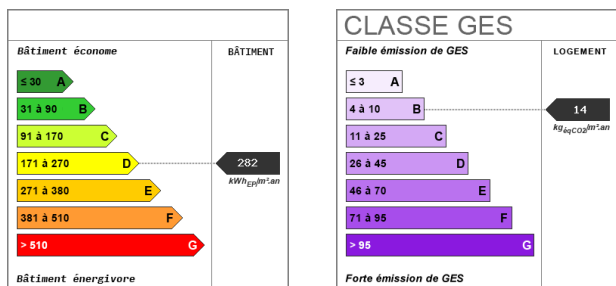 Bâtiment économe
BÂTIMENT
≤ 30 A
31 à 90 B
91 à 170 C
171 à 270 D
282
kWhEP/m².an
271 à 380 E
381 à 510 F
> 510 G
Bâtiment énergivore
CLASSE GES
Faible émission de GES
LOGEMENT
≤ 3 A
4 à 10 B
14
kgéqCO2/m².an
11 à 25 C
26 à 45 D
46 à 70 E
71 à 95 F
> 95 G
Forte émission de GES